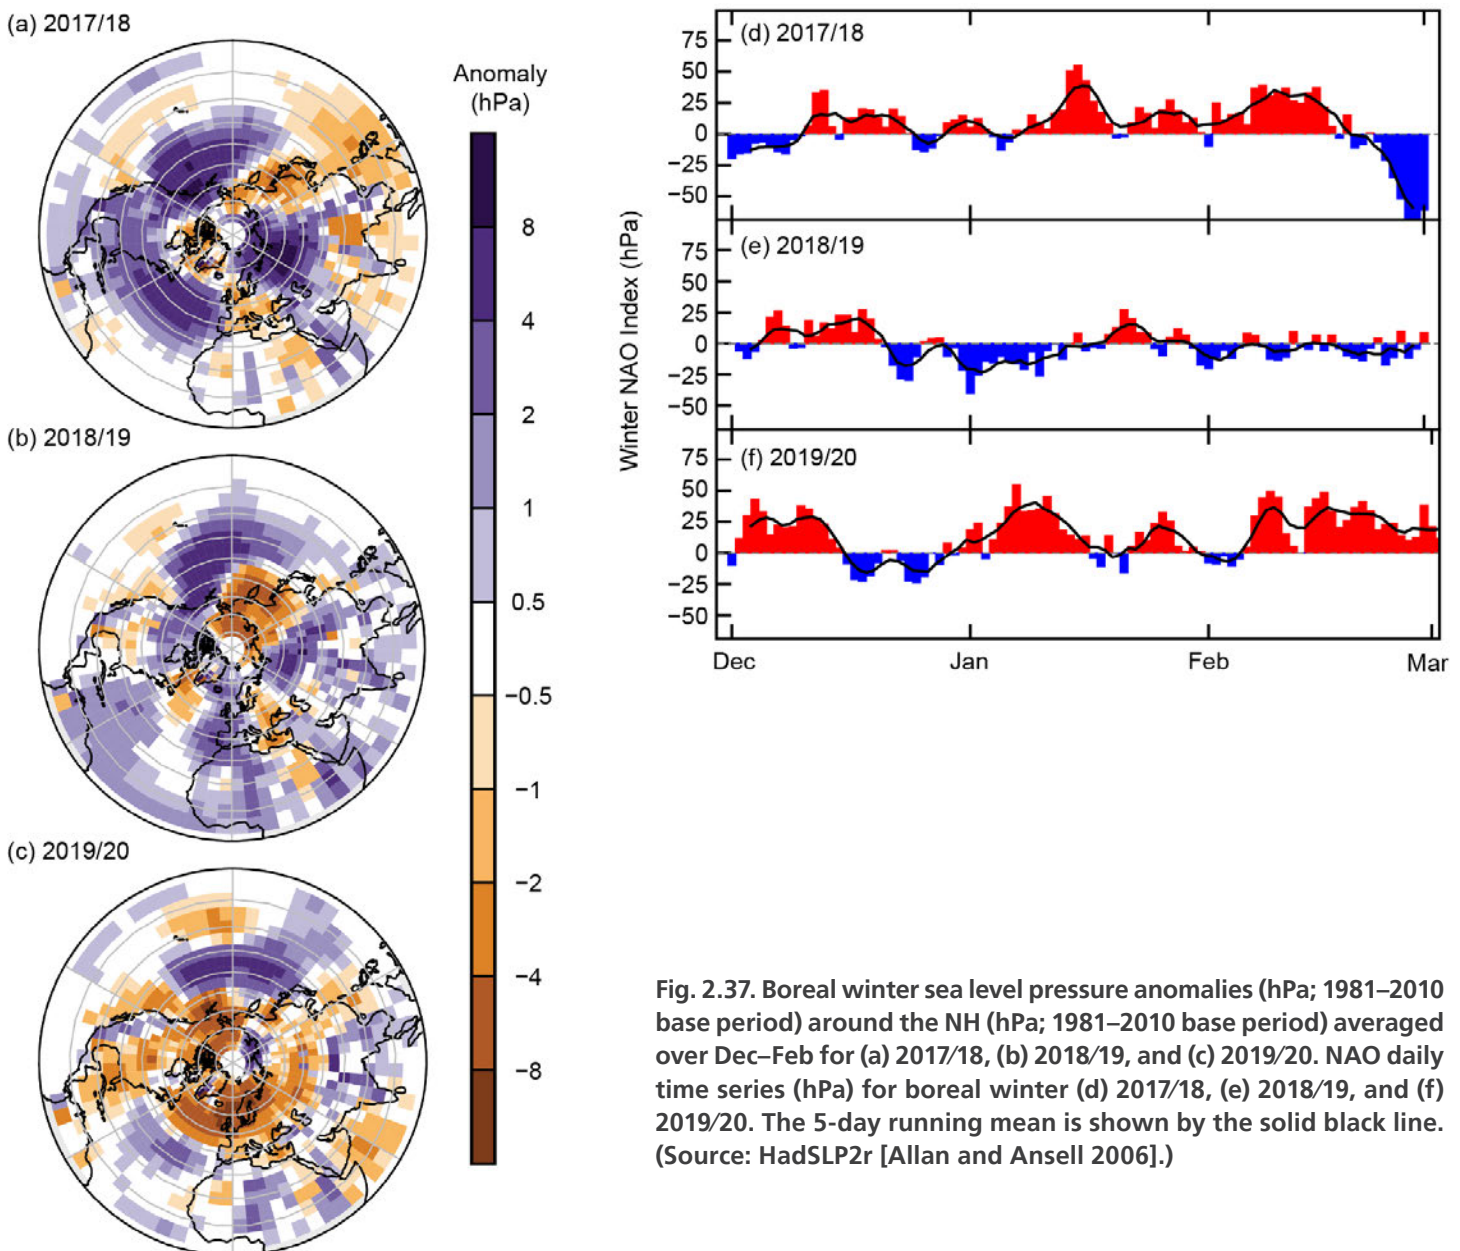 (a) 2017/18
Anomaly
(hPa)
8
4
2
1
0.5
−0.5
−1
−2
−4
−8
(b) 2018/19
(c) 2019/20
Winter NAO Index (hPa)
(d) 2017/18
75
50
25
0
−25
−50
(e) 2018/19
75
50
25
0
−25
−50
(f) 2019/20
75
50
25
0
−25
−50
Dec Jan Feb Mar
Fig. 2.37. Boreal winter sea level pressure anomalies (hPa; 1981–2010
base period) around the NH (hPa; 1981–2010 base period) averaged
over Dec–Feb for (a) 2017/18, (b) 2018/19, and (c) 2019/20. NAO daily
time series (hPa) for boreal winter (d) 2017/18, (e) 2018/19, and (f)
2019/20. The 5-day running mean is shown by the solid black line.
(Source: HadSLP2r [Allan and Ansell 2006].)